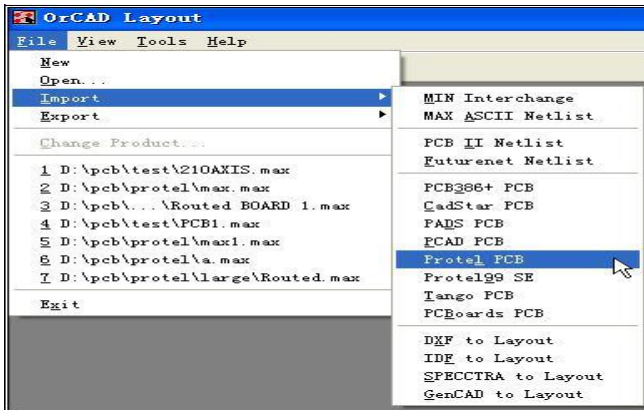 OrCAD Layout
File View Tools Help
New
Open...
Import
Export
Change Product...
1 D:\pcb\test\210AXIS.max
2 D:\pcb\protel\max.max
3 D:\pcb\...\Routed BOARD 1.max
4 D:\pcb\test\PCB1.max
5 D:\pcb\protel\max1.max
6 D:\pcb\protel\a.max
7 D:\pcb\protel\large\Routed.max
Exit
MIN Interchange
MAX ASCII Netlist
PCB II Netlist
Futurenet Netlist
PCB386+ PCB
CadStar PCB
PADS PCB
PCAD PCB
Protel PCB
Protel99 SE
Tango PCB
PCBoards PCB
DXF to Layout
IDF to Layout
SPECCTRA to Layout
GenCAD to Layout